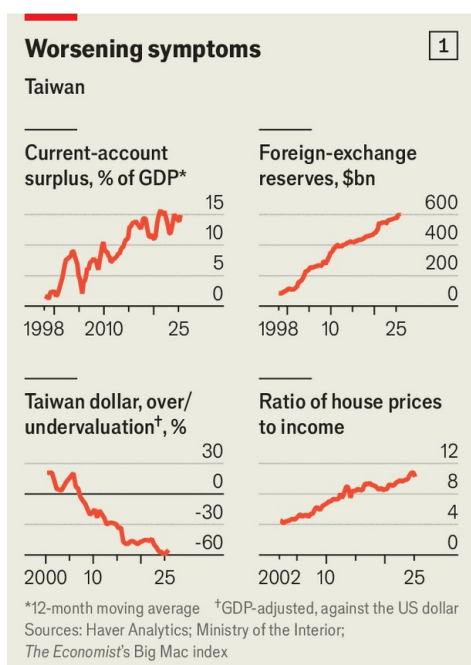 Worsening symptoms
1
Taiwan
Current-account
surplus, % of GDP*
15
10
5
0
1998 2010 25
Foreign-exchange
reserves, $bn
600
400
200
0
1998 10 25
Taiwan dollar, over/
undervaluation†, %
30
0
-30
-60
2000 10 25
Ratio of house prices
to income
12
8
4
0
2002 10 25
*12-month moving average †GDP-adjusted, against the US dollar
Sources: Haver Analytics; Ministry of the Interior;
The Economist's Big Mac index